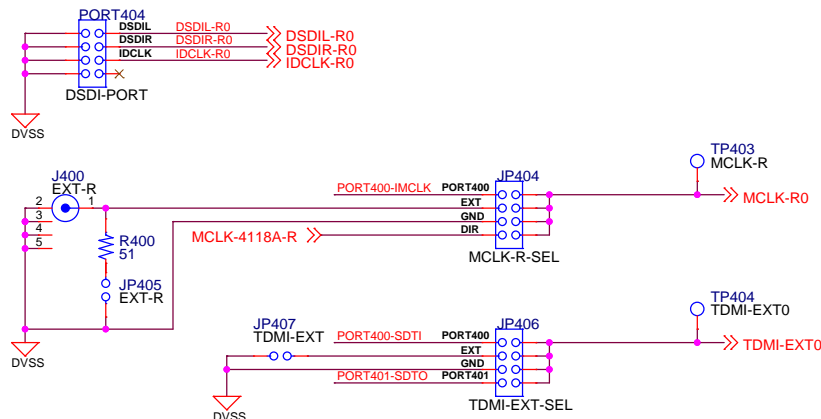 PORT404
DSDIL DSDIL-R0 DSDIL-R0
DSDIR DSDIR-R0 DSDIR-R0
IDCLK IDCLK-R0 IDCLK-R0
DSDI-PORT
DVSS
TP403
MCLK-R
J400
EXT-R
JP404
PORT400-IMCLK PORT400
MCLK-R0
2 1
EXT
3
GND
4
MCLK-4118A-R DIR
5
R400
51
MCLK-R-SEL
JP405
EXT-R
TP404
TDMI-EXT0
JP407
TDMI-EXT
JP406
PORT400-SDTI PORT400
TDMI-EXT0
EXT
GND
PORT401-SDTO PORT401
DVSS
TDMI-EXT-SEL
DVSS